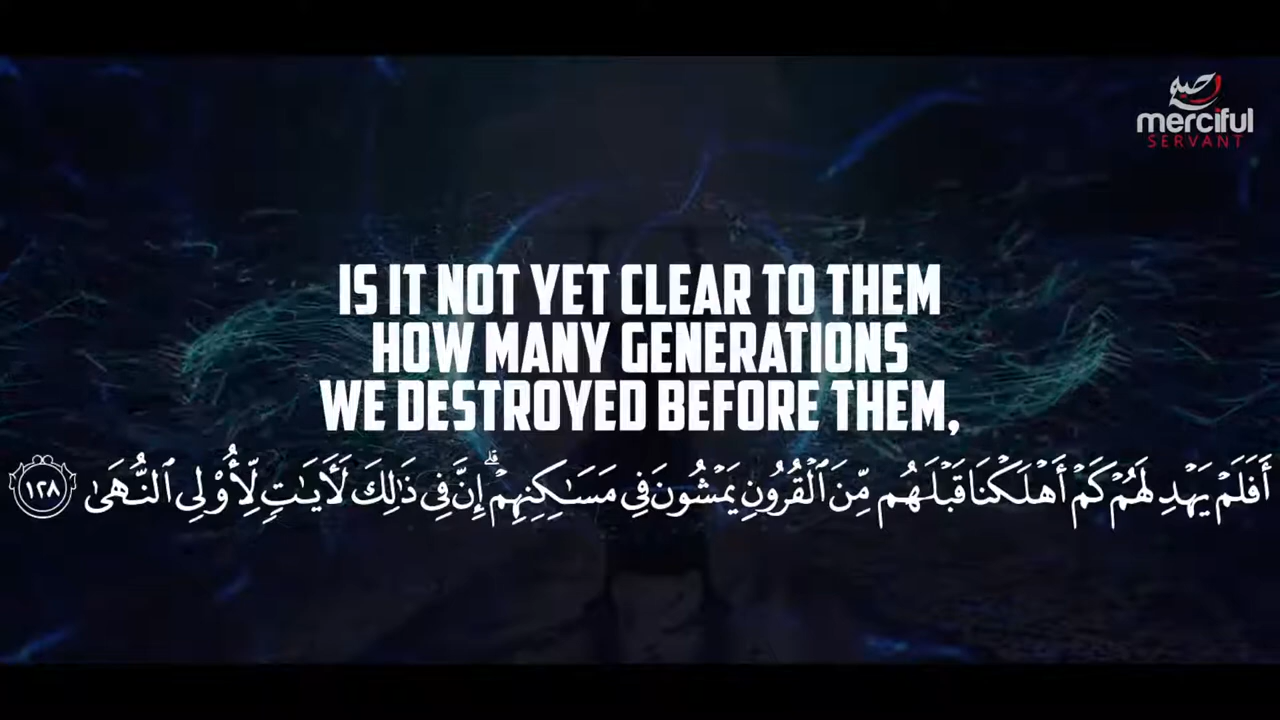 merciful
SERVANT
IS IT NOT YET CLEAR TO THEM
HOW MANY GENERATIONS
WE DESTROYED BEFORE THEM,
أَفَلَمۡ يَهۡدِ لَهُمۡ كَمۡ أَهۡلَكۡنَا قَبۡلَهُم مِّنَ ٱلۡقُرُونِ يَمۡشُونَ فِي مَسَٰكِنِهِمۡۚ إِنَّ فِي ذَٰلِكَ لَأٓيَٰتٖ لِّأُوْلِي ٱلنُّهَىٰ ١٢٨